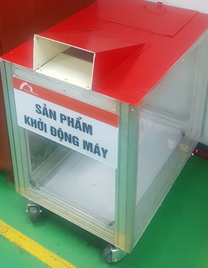 SẢN PHẨM
KHỞI ĐỘNG MÁY